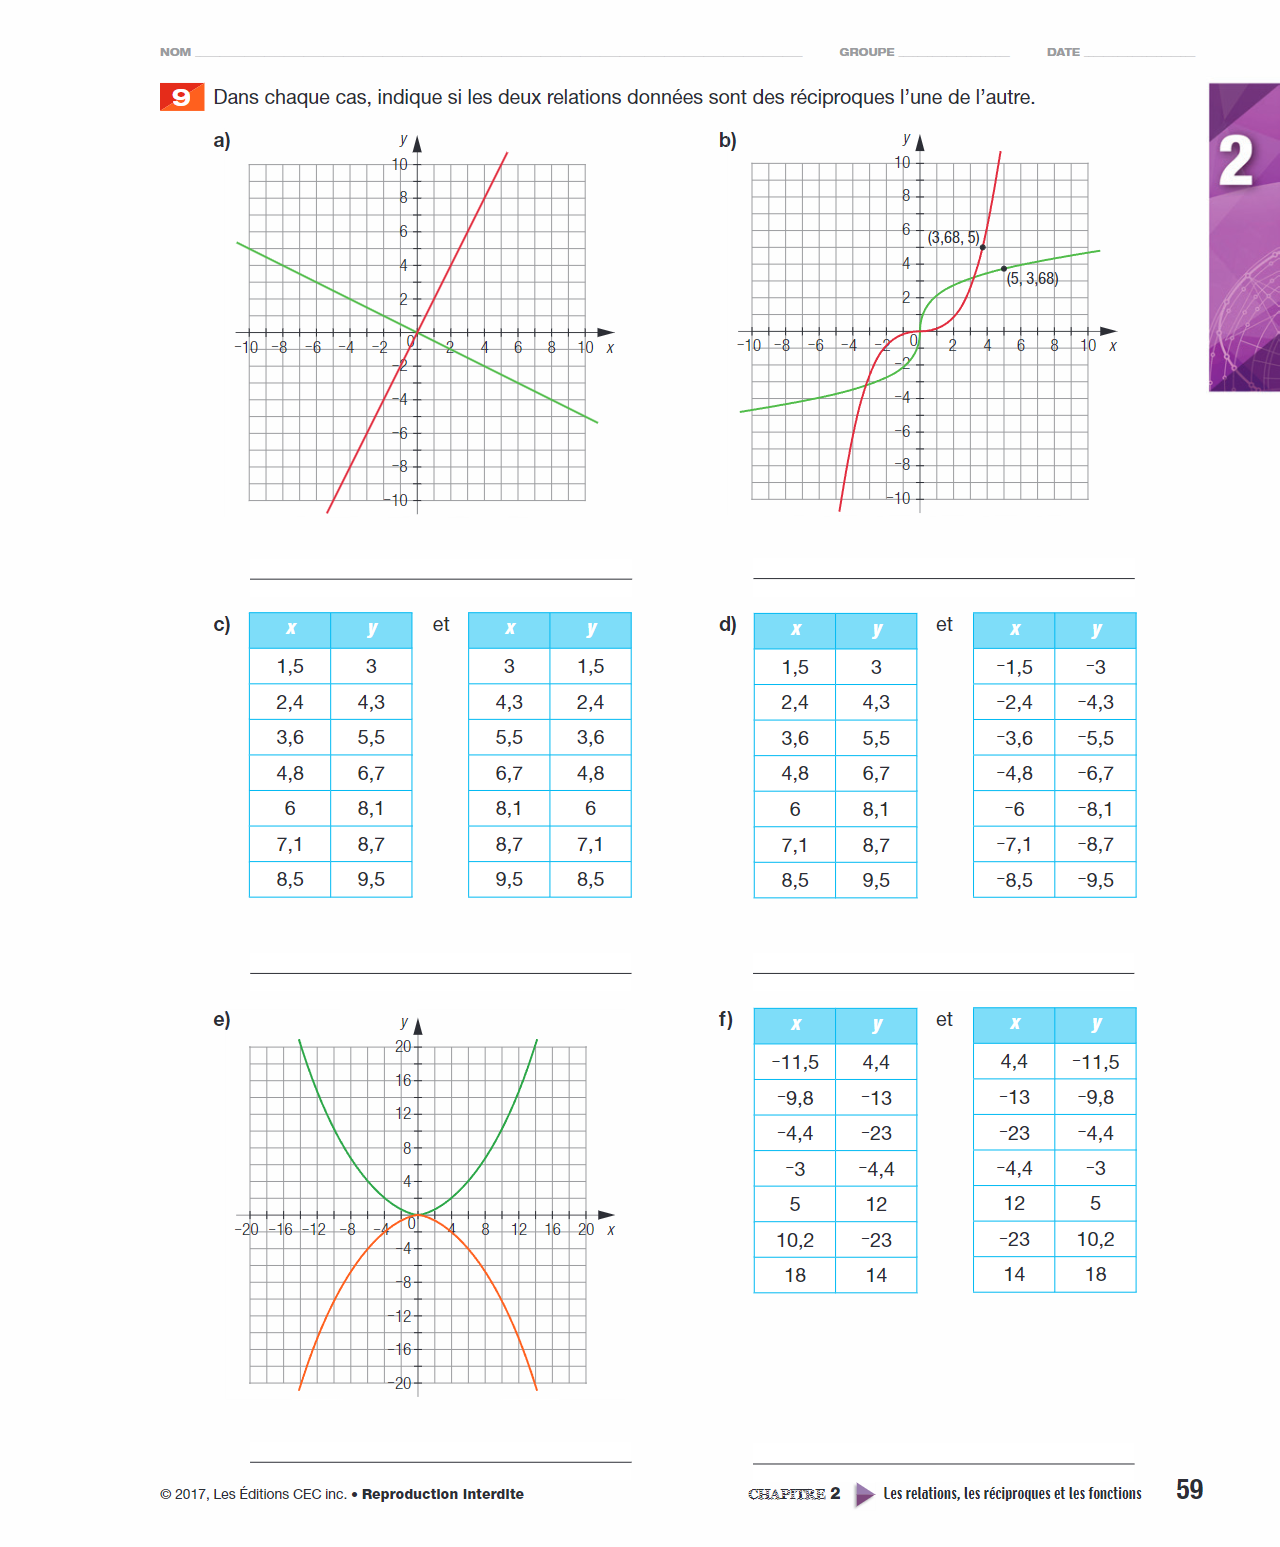 NOM GROUPE DATE
9 Dans chaque cas, indique si les deux relations données sont des réciproques l’une de l’autre.
2
a)
y
10
8
6
4
2
0
−10 −8 −6 −4 −2 2 4 6 8 10 x
−2
−4
−6
−8
−10
b)
y
10
8
6
(3,68, 5)
4
(5, 3,68)
2
0
−10 −8 −6 −4 −2 2 4 6 8 10 x
−2
−4
−6
−8
−10
c)
x y et x y
1,5 3 3 1,5
2,4 4,3 4,3 2,4
3,6 5,5 5,5 3,6
4,8 6,7 6,7 4,8
6 8,1 8,1 6
7,1 8,7 8,7 7,1
8,5 9,5 9,5 8,5
d)
x y et x y
1,5 3 −1,5 −3
2,4 4,3 −2,4 −4,3
3,6 5,5 −3,6 −5,5
4,8 6,7 −4,8 −6,7
6 8,1 −6 −8,1
7,1 8,7 −7,1 −8,7
8,5 9,5 −8,5 −9,5
e)
y
20
16
12
8
4
0
−20 −16 −12 −8 −4 4 8 12 16 20 x
−4
−8
−12
−16
−20
f)
x y et x y
−11,5 4,4 4,4 −11,5
−9,8 −13 −13 −9,8
−4,4 −23 −23 −4,4
−3 −4,4 −4,4 −3
5 12 12 5
10,2 −23 −23 10,2
18 14 14 18
© 2017, Les Éditions CEC inc. • Reproduction interdite CHAPITRE 2 Les relations, les réciproques et les fonctions 59